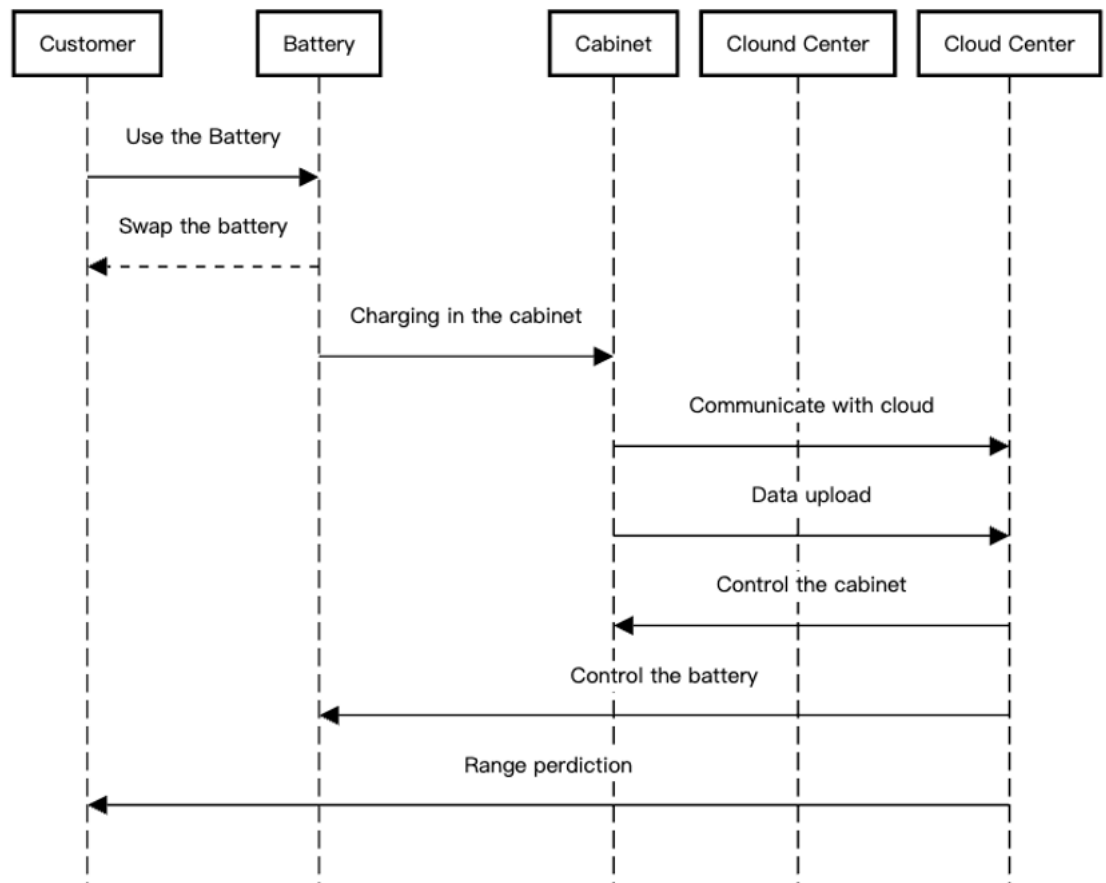 Customer
Battery
Cabinet
Clound Center
Cloud Center
Use the Battery
Swap the battery
Charging in the cabinet
Communicate with cloud
Data upload
Control the cabinet
Control the battery
Range perdiction